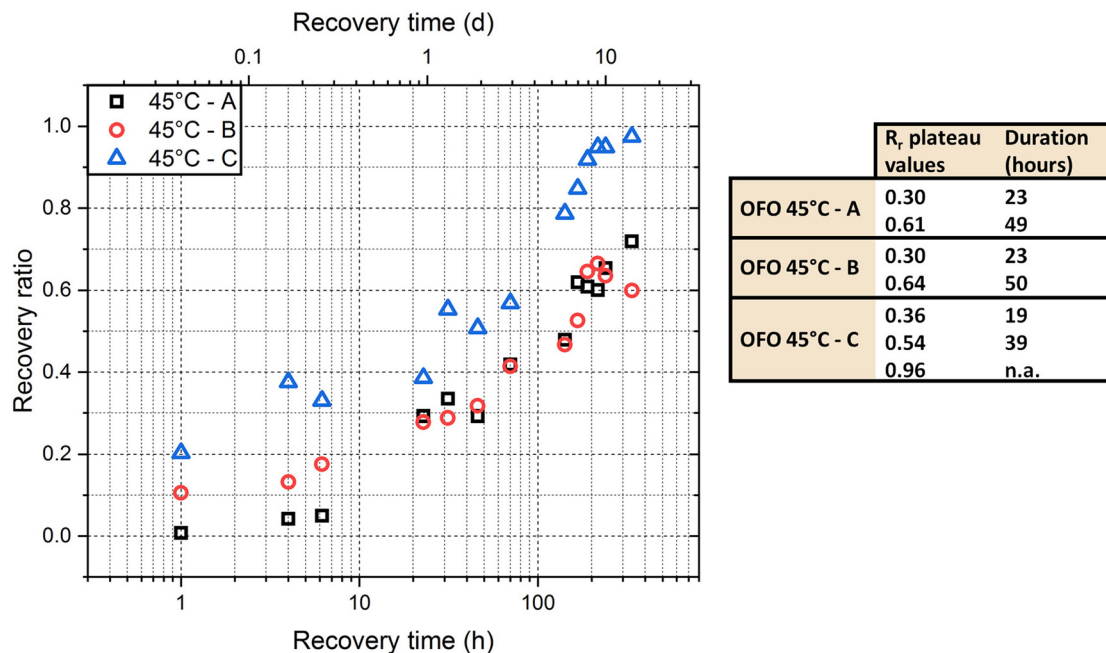 Recovery time (d)
0.1 1 10
45°C - A
45°C - B
45°C - C
1.0
0.8
0.6
0.4
0.2
0.0
Recovery ratio
1 10 100
Recovery time (h)
Rr plateau values Duration (hours)
OFO 45°C - A
0.30 23
0.61 49
OFO 45°C - B
0.30 23
0.64 50
OFO 45°C - C
0.36 19
0.54 39
0.96 n.a.